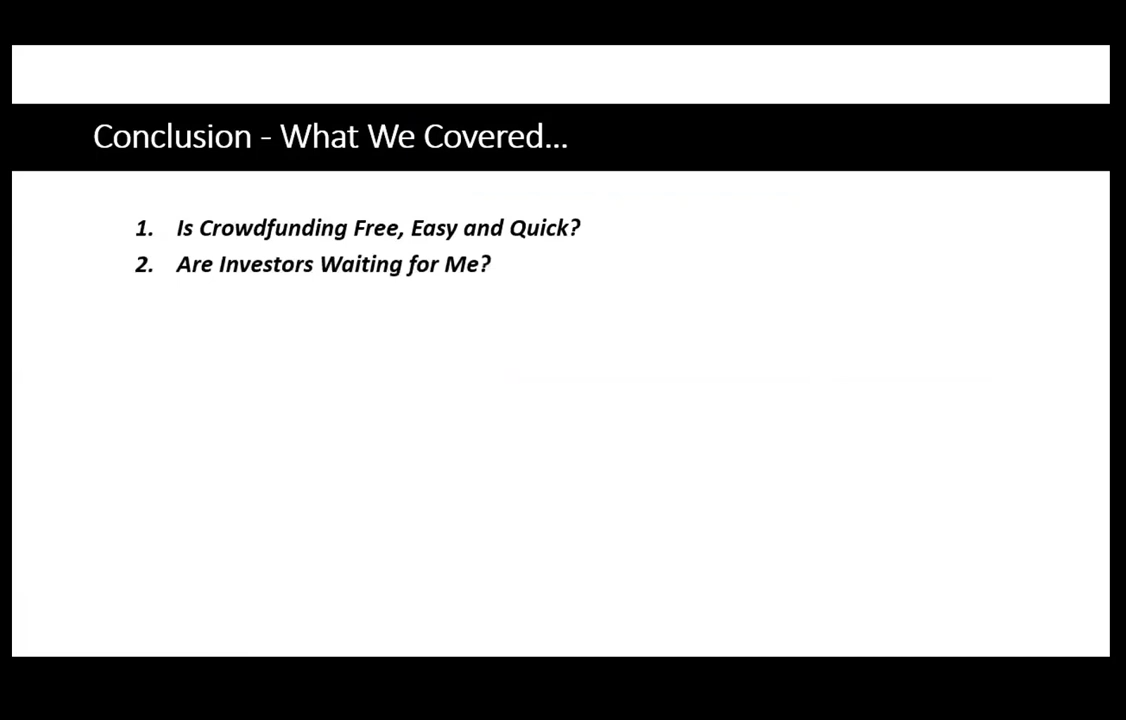 Conclusion - What We Covered...
1. Is Crowdfunding Free, Easy and Quick?
2. Are Investors Waiting for Me?